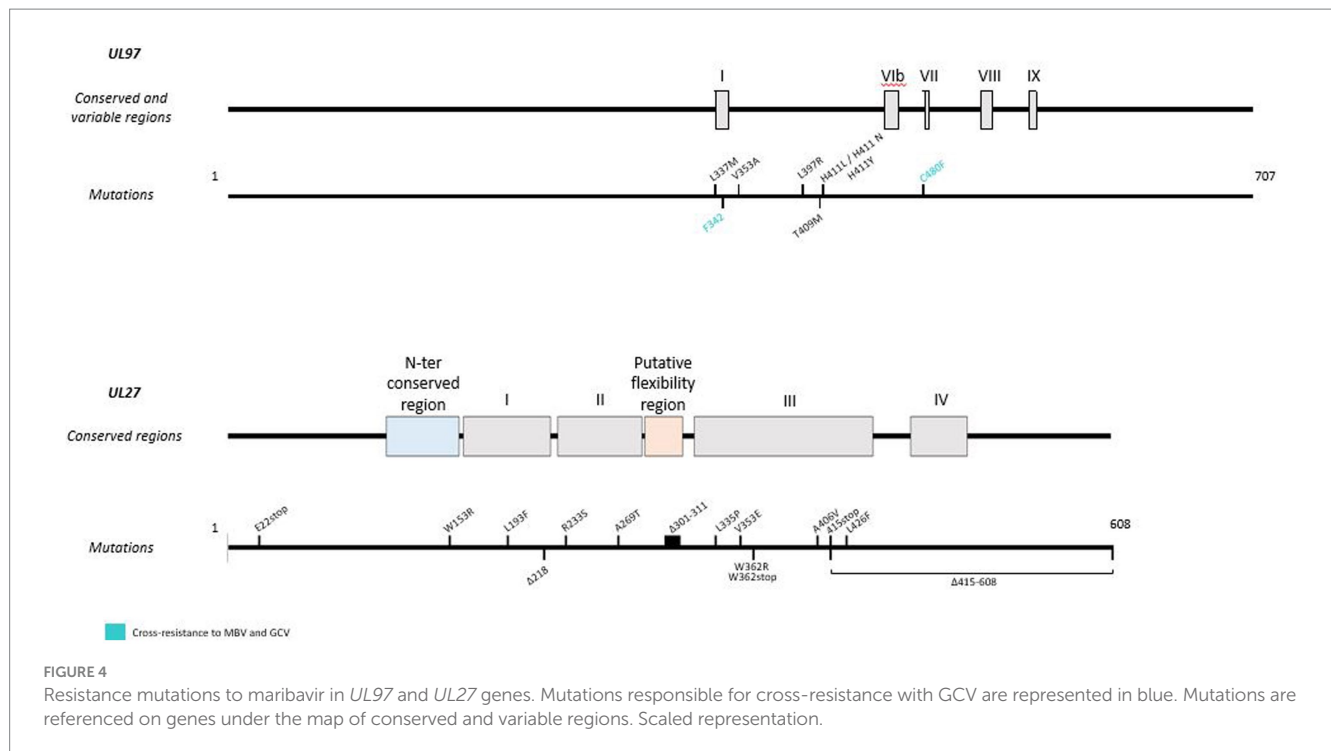 UL97
I VIb VII VIII IX
Conserved and
variable regions
1
L337M V353A L397R H411L / H411 N
H411Y
C480F
707
Mutations
F342 T409M
N-ter
conserved
region
I II
Putative
flexibility
region
III IV
UL27
Conserved regions
1
E22stop W153R L193F R233S A269T Δ301-311 L335P V353E A406V 415stop L426F
608
Mutations
Δ218
W362R
W362stop
Δ415-608
Cross-resistance to MBV and GCV
FIGURE 4
Resistance mutations to maribavir in UL97 and UL27 genes. Mutations responsible for cross-resistance with GCV are represented in blue. Mutations are
referenced on genes under the map of conserved and variable regions. Scaled representation.